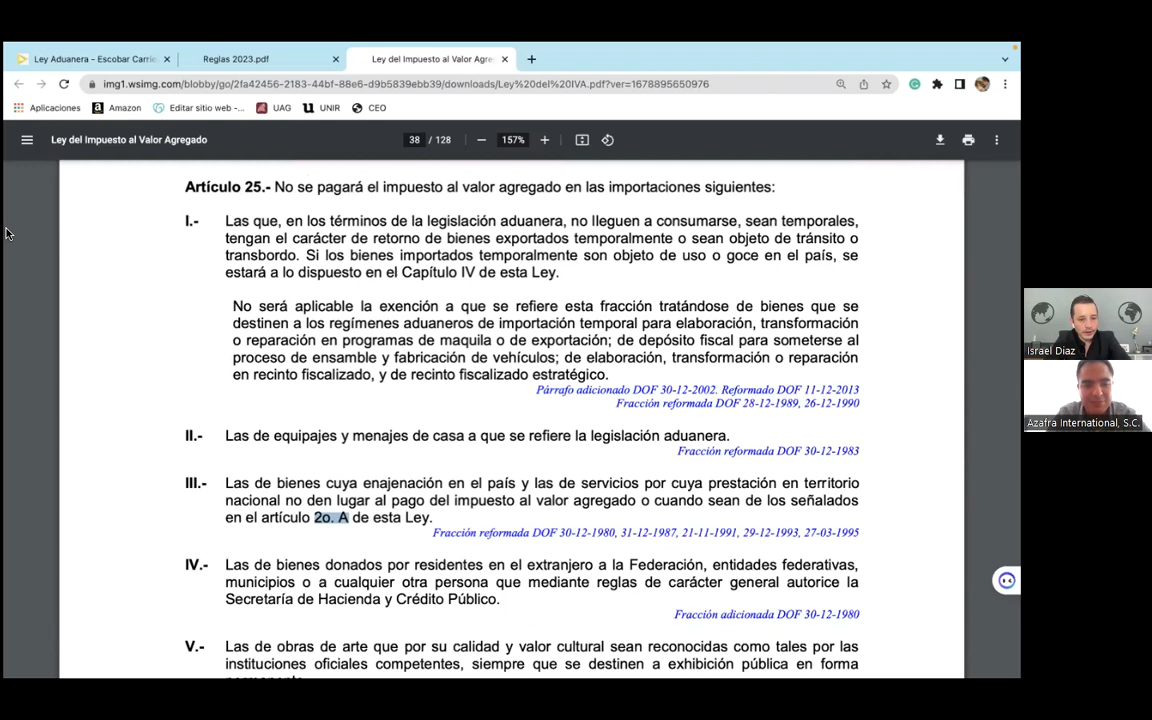 Ley Aduanera - Escobar Carrie
Reglas 2023.pdf
Ley del Impuesto al Valor Agre
img1.wsimg.com/blobby/go/2fa42456-2183-44bf-88e6-d9b5839ebb39/downloads/Ley%20del%20IVA.pdf?ver=1678895650976
Aplicaciones
Amazon
Editar sitio web -...
UAG
UNIR
CEO
Ley del Impuesto al Valor Agregado
38 / 128
157%
Artículo 25.- No se pagará el impuesto al valor agregado en las importaciones siguientes:
I.- Las que, en los términos de la legislación aduanera, no lleguen a consumarse, sean temporales,
tengan el carácter de retorno de bienes exportados temporalmente o sean objeto de tránsito o
transbordo. Si los bienes importados temporalmente son objeto de uso o goce en el país, se
estará a lo dispuesto en el Capítulo IV de esta Ley.
No será aplicable la exención a que se refiere esta fracción tratándose de bienes que se
destinen a los regímenes aduaneros de importación temporal para elaboración, transformación
o reparación en programas de maquila o de exportación; de depósito fiscal para someterse al
proceso de ensamble y fabricación de vehículos; de elaboración, transformación o reparación
en recinto fiscalizado, y de recinto fiscalizado estratégico.
Párrafo adicionado DOF 30-12-2002. Reformado DOF 11-12-2013
Fracción reformada DOF 28-12-1989, 26-12-1990
II.- Las de equipajes y menajes de casa a que se refiere la legislación aduanera.
Fracción reformada DOF 30-12-1983
III.- Las de bienes cuya enajenación en el país y las de servicios por cuya prestación en territorio
nacional no den lugar al pago del impuesto al valor agregado o cuando sean de los señalados
en el artículo 2o. A de esta Ley.
Fracción reformada DOF 30-12-1980, 31-12-1987, 21-11-1991, 29-12-1993, 27-03-1995
IV.- Las de bienes donados por residentes en el extranjero a la Federación, entidades federativas,
municipios o a cualquier otra persona que mediante reglas de carácter general autorice la
Secretaría de Hacienda y Crédito Público.
Fracción adicionada DOF 30-12-1980
V.- Las de obras de arte que por su calidad y valor cultural sean reconocidas como tales por las
instituciones oficiales competentes, siempre que se destinen a exhibición pública en forma
Israel Diaz
Azafra International, S.C.